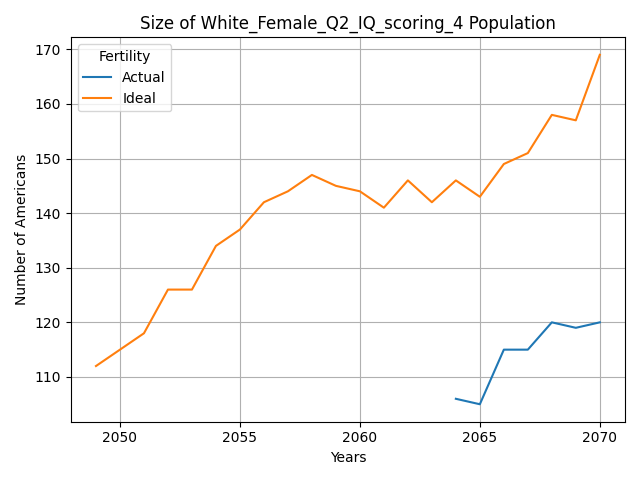 Size of White_Female_Q2_IQ_scoring_4 Population
Fertility
Actual
Ideal
Number of Americans
170
160
150
140
130
120
110
2050 2055 2060 2065 2070
Years